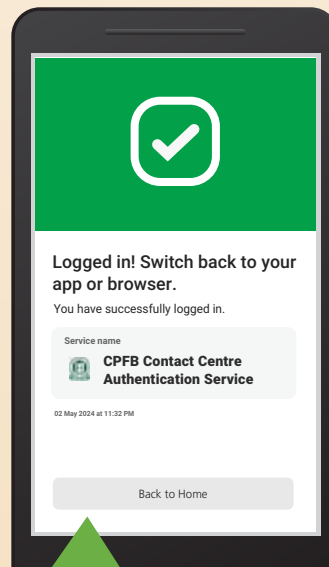 Logged in! Switch back to your
app or browser.
You have successfully logged in.
Service name
CPFB Contact Centre
Authentication Service
02 May 2024 at 11:32 PM
Back to Home